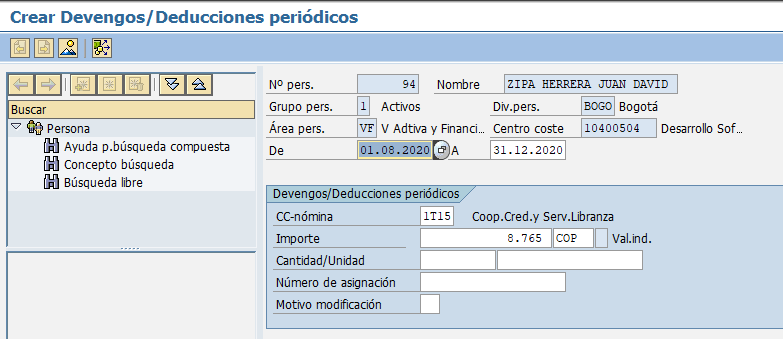 Crear Devengos/Deducciones periódicos
Buscar
Persona
Ayuda p.búsqueda compuesta
Concepto búsqueda
Búsqueda libre
Nº pers. 94 Nombre ZIPA HERRERA JUAN DAVID
Grupo pers. 1 Activos Div.pers. BOGO Bogotá
Área pers. VF V Adtiva y Financi... Centro coste 10400504 Desarrollo Sof...
De 01.08.2020 A 31.12.2020
Devengos/Deducciones periódicos
CC-nómina 1T15 Coop.Cred.y Serv.Libranza
Importe 8.765 COP Val.ind.
Cantidad/Unidad
Número de asignación
Motivo modificación